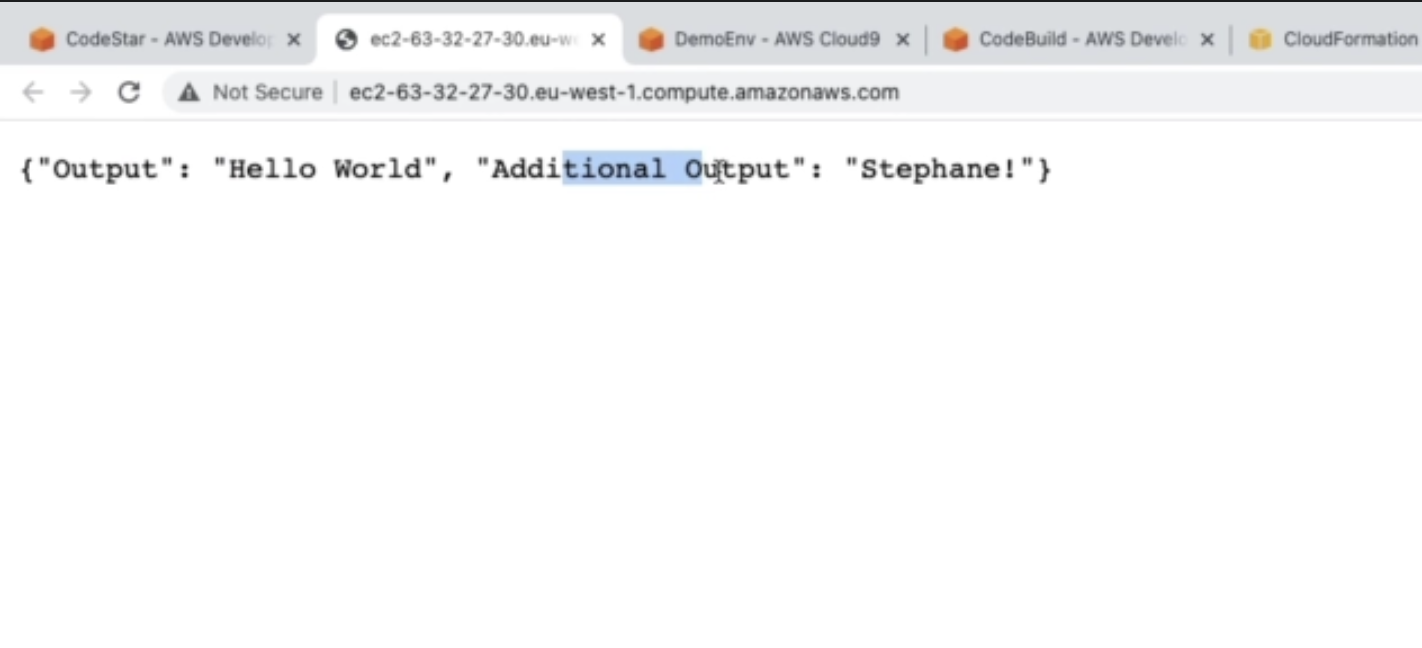 CodeStar - AWS Develop
ec2-63-32-27-30.eu-w
DemoEnv - AWS Cloud9
CodeBuild - AWS Develo
CloudFormation
Not Secure
ec2-63-32-27-30.eu-west-1.compute.amazonaws.com
{"Output": "Hello World", "Additional Output": "Stephane!"}